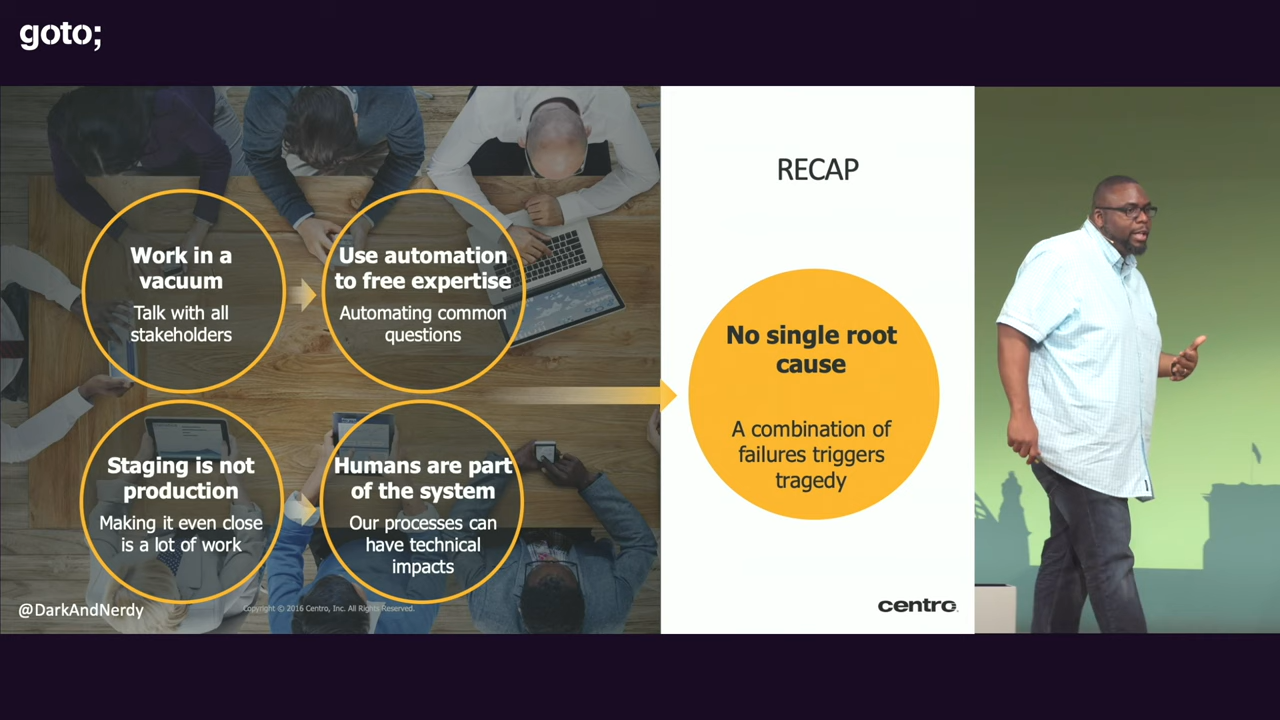 goto;
Work in a
vacuum
Talk with all
stakeholders
Use automation
to free expertise
Automating common
questions
Staging is not
production
Making it even close
is a lot of work
Humans are part
of the system
Our processes can
have technical
impacts
RECAP
No single root
cause
A combination of
failures triggers
tragedy
@DarkAndNerdy
Copyright © 2016 Centro, Inc. All Rights Reserved.
centro